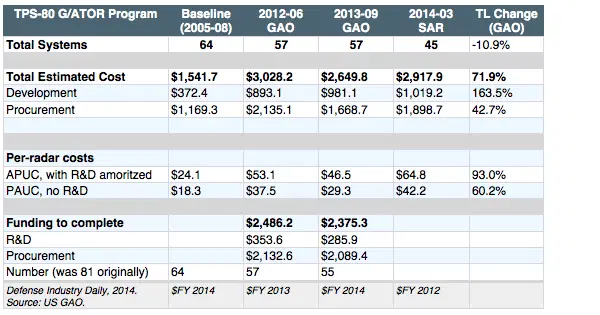 TPS-80 G/ATOR Program Baseline (2005-08) 2012-06 GAO 2013-09 GAO 2014-03 SAR TL Change (GAO)
Total Systems 64 57 57 45 -10.9%
Total Estimated Cost $1,541.7 $3,028.2 $2,649.8 $2,917.9 71.9%
Development $372.4 $893.1 $981.1 $1,019.2 163.5%
Procurement $1,169.3 $2,135.1 $1,668.7 $1,898.7 42.7%
Per-radar costs
APUC, with R&D amoritzed $24.1 $53.1 $46.5 $64.8 93.0%
PAUC, no R&D $18.3 $37.5 $29.3 $42.2 60.2%
Funding to complete $2,486.2 $2,375.3
R&D $353.6 $285.9
Procurement $2,132.6 $2,089.4
Number (was 81 originally) 64 57 55
Defense Industry Daily, 2014. $FY 2014 $FY 2013 $FY 2014 $FY 2012
Source: US GAO.